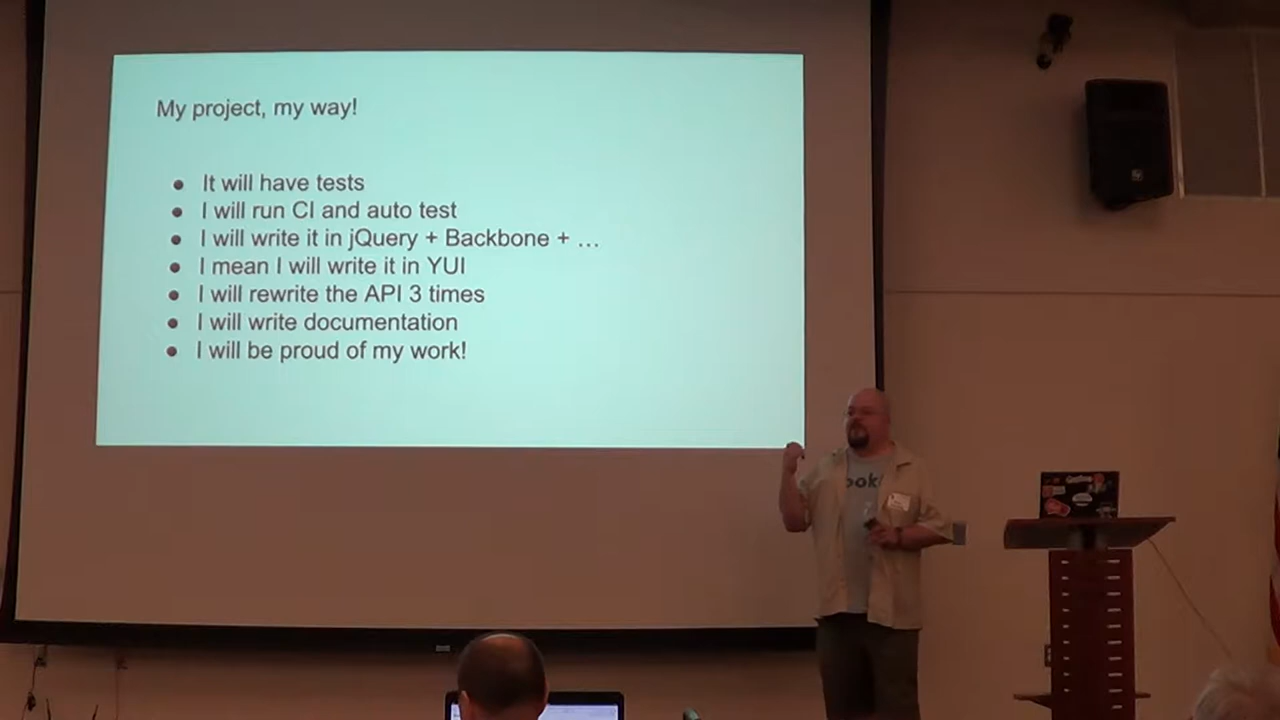 My project, my way!
● It will have tests
● I will run CI and auto test
● I will write it in jQuery + Backbone + …
● I mean I will write it in YUI
● I will rewrite the API 3 times
● I will write documentation
● I will be proud of my work!